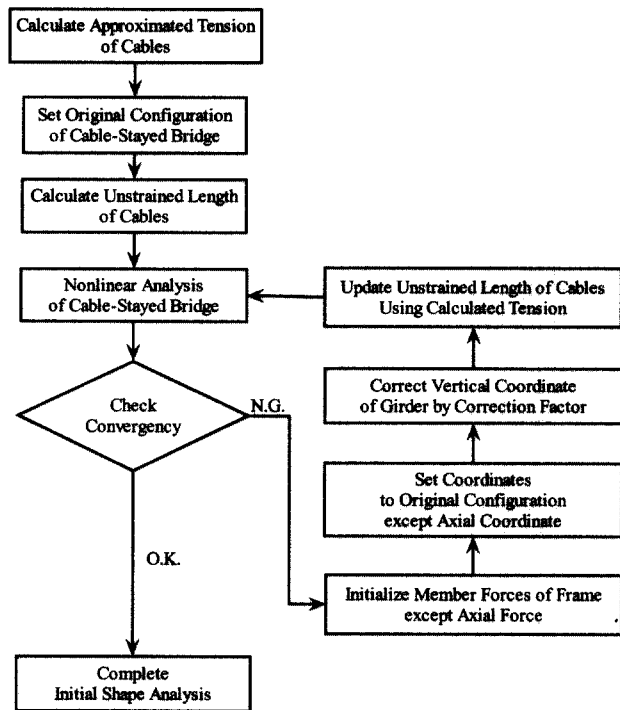 Calculate Approximated Tension
of Cables
Set Original Configuration
of Cable-Stayed Bridge
Calculate Unstrained Length
of Cables
Nonlinear Analysis
of Cable-Stayed Bridge
Check
Convergency
N.G.
O.K.
Complete
Initial Shape Analysis
Update Unstrained Length of Cables
Using Calculated Tension
Correct Vertical Coordinate
of Girder by Correction Factor
Set Coordinates
to Original Configuration
except Axial Coordinate
Initialize Member Forces of Frame
except Axial Force